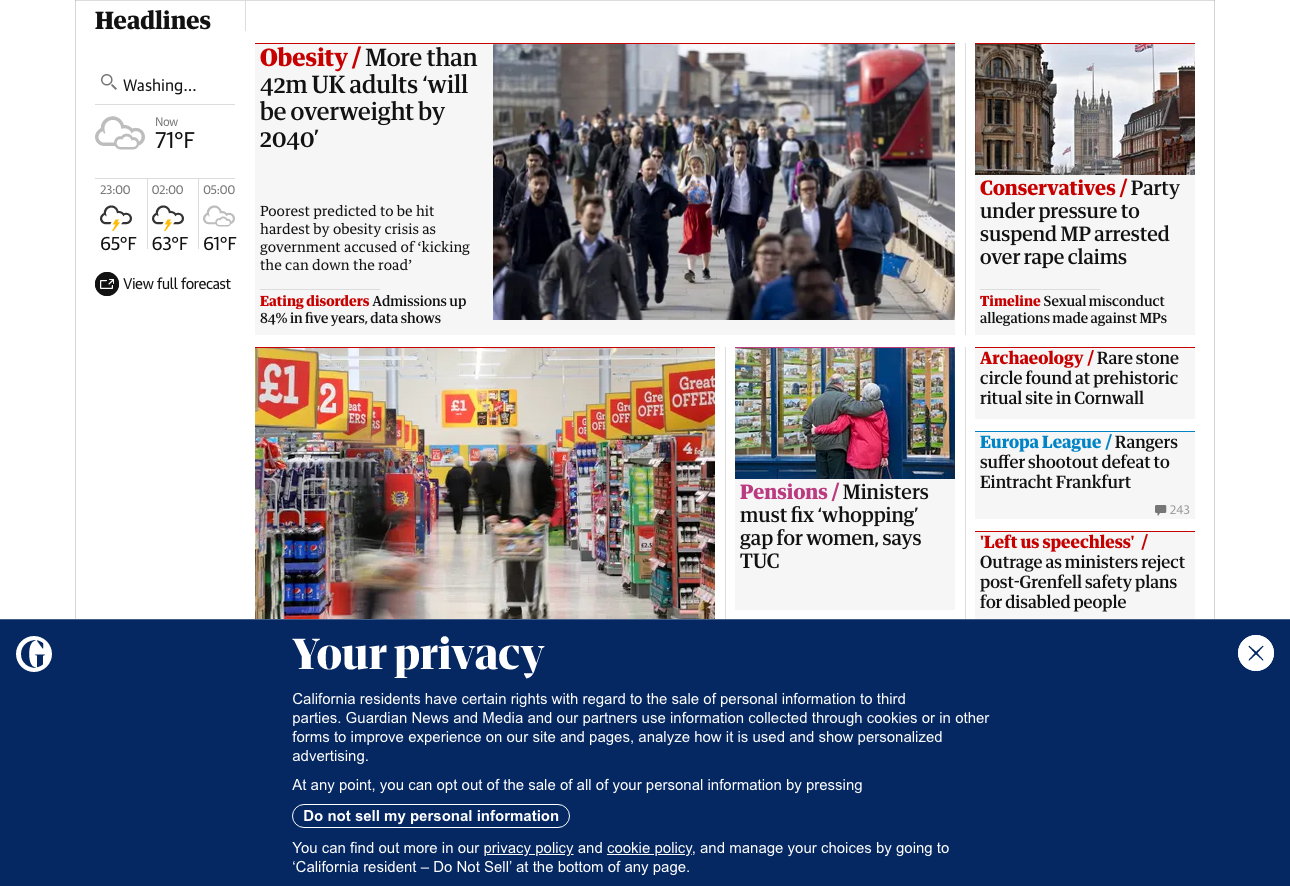 Headlines
Washing...
Now
71°F
23:00
02:00
05:00
65°F
63°F
61°F
View full forecast
Obesity / More than
42m UK adults ‘will
be overweight by
2040’
Poorest predicted to be hit
hardest by obesity crisis as
government accused of ‘kicking
the can down the road’
Eating disorders Admissions up
84% in five years, data shows
Conservatives / Party
under pressure to
suspend MP arrested
over rape claims
Timeline Sexual misconduct
allegations made against MPs
£1
2
Great
OFFERS
£1
Pensions / Ministers
must fix ‘whopping’
gap for women, says
TUC
Archaeology / Rare stone
circle found at prehistoric
ritual site in Cornwall
Europa League / Rangers
suffer shootout defeat to
Eintracht Frankfurt
243
'Left us speechless' /
Outrage as ministers reject
post-Grenfell safety plans
for disabled people
G
Your privacy
California residents have certain rights with regard to the sale of personal information to third
parties. Guardian News and Media and our partners use information collected through cookies or in other
forms to improve experience on our site and pages, analyze how it is used and show personalized
advertising.
At any point, you can opt out of the sale of all of your personal information by pressing
Do not sell my personal information
You can find out more in our privacy policy and cookie policy, and manage your choices by going to
‘California resident – Do Not Sell’ at the bottom of any page.